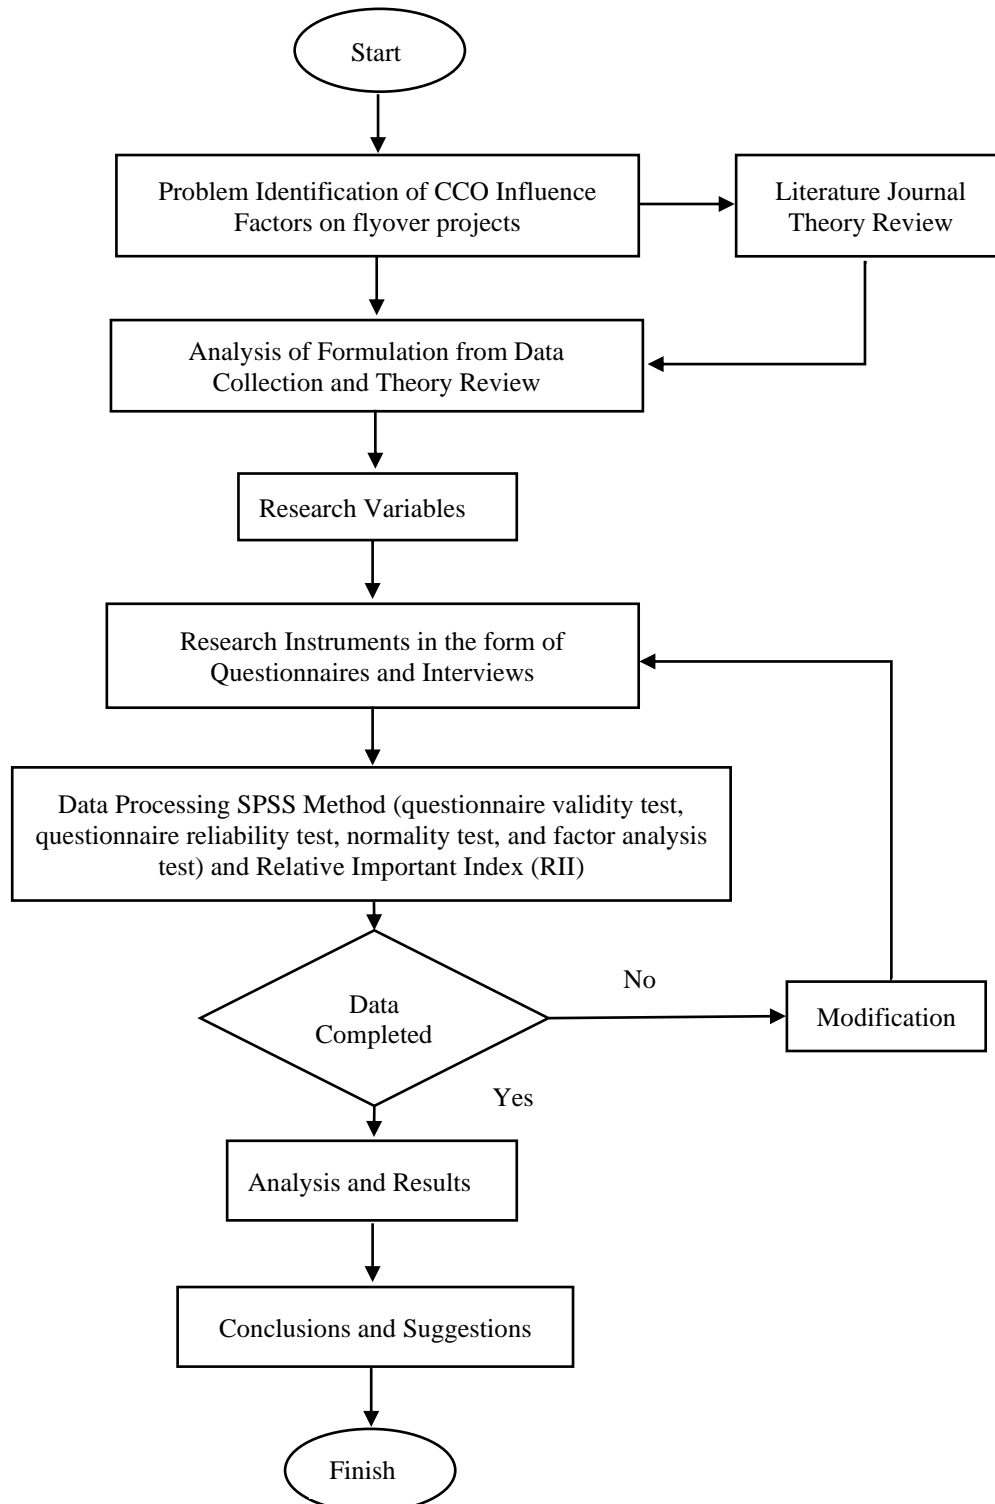 Start
Problem Identification of CCO Influence
Factors on flyover projects
Literature Journal
Theory Review
Analysis of Formulation from Data
Collection and Theory Review
Research Variables
Research Instruments in the form of
Questionnaires and Interviews
Data Processing SPSS Method (questionnaire validity test,
questionnaire reliability test, normality test, and factor analysis
test) and Relative Important Index (RII)
Data
Completed
No
Modification
Yes
Analysis and Results
Conclusions and Suggestions
Finish